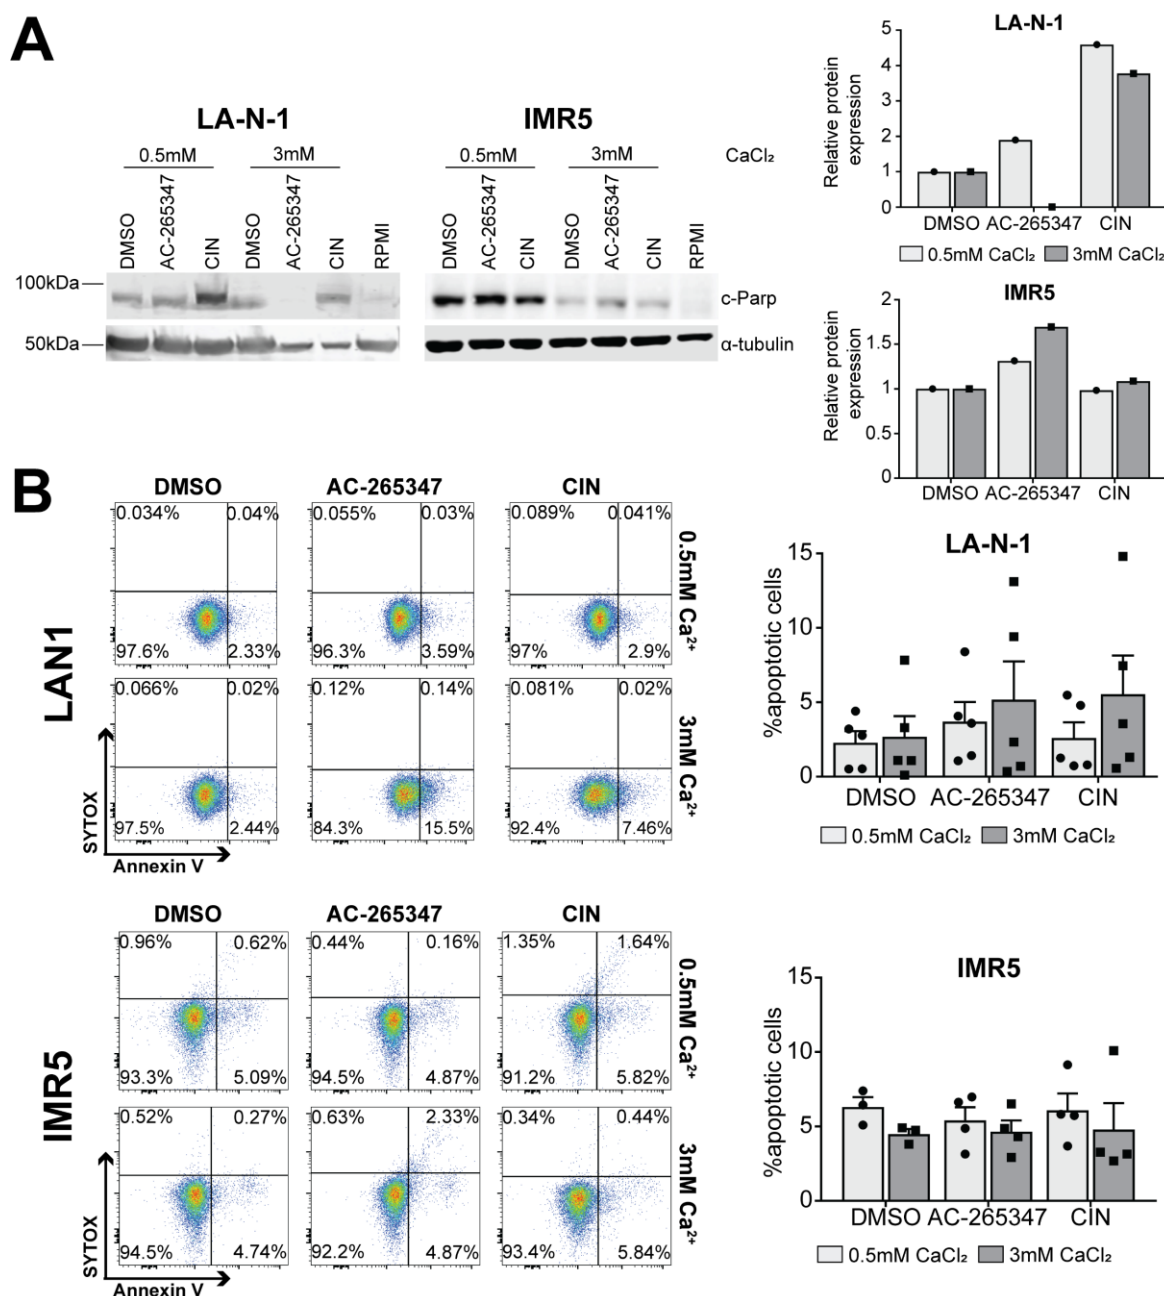 A
LA-N-1
IMR5
0.5mM
3mM
0.5mM
3mM
CaCl₂
DMSO
AC-265347
CIN
DMSO
AC-265347
CIN
RPMI
DMSO
AC-265347
CIN
DMSO
AC-265347
CIN
RPMI
100kDa
c-Parp
50kDa
α-tubulin
LA-N-1
Relative protein
expression
5
4
3
2
1
0
DMSO AC-265347 CIN
0.5mM CaCl₂ 3mM CaCl₂
IMR5
Relative protein
expression
2
1.5
1
0.5
0
DMSO AC-265347 CIN
B
LAN1
DMSO AC-265347 CIN
0.034% 0.04% 0.055% 0.03% 0.089% 0.041%
97.6% 2.33% 96.3% 3.59% 97% 2.9%
0.5mM Ca²⁺
0.066% 0.02% 0.12% 0.14% 0.081% 0.02%
97.5% 2.44% 84.3% 15.5% 92.4% 7.46%
3mM Ca²⁺
SYTOX
Annexin V
LA-N-1
%apoptotic cells
15
10
5
0
DMSO AC-265347 CIN
0.5mM CaCl₂ 3mM CaCl₂
IMR5
DMSO AC-265347 CIN
0.96% 0.62% 0.44% 0.16% 1.35% 1.64%
93.3% 5.09% 94.5% 4.87% 91.2% 5.82%
0.5mM Ca²⁺
0.52% 0.27% 0.63% 2.33% 0.34% 0.44%
94.5% 4.74% 92.2% 4.87% 93.4% 5.84%
3mM Ca²⁺
SYTOX
Annexin V
IMR5
%apoptotic cells
15
10
5
0
DMSO AC-265347 CIN
0.5mM CaCl₂ 3mM CaCl₂